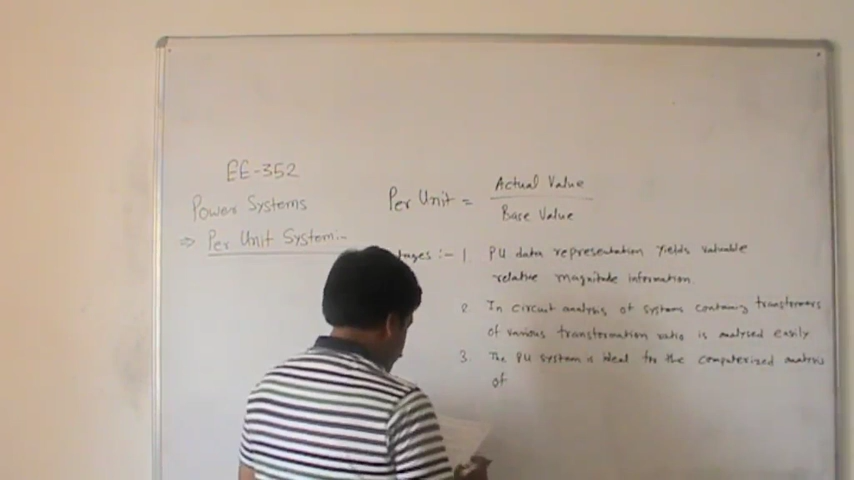 EE-352
Power Systems
⇒ Per Unit System:-
Per Unit = Actual Value
Base Value
tages :- 1 PU data representation yields valuable
relative magnitude information
2. In circuit analysis of systems containing transformers
of various transformation ratio is analysed easily
3. The PU system is ideal for the computerized analysis
of